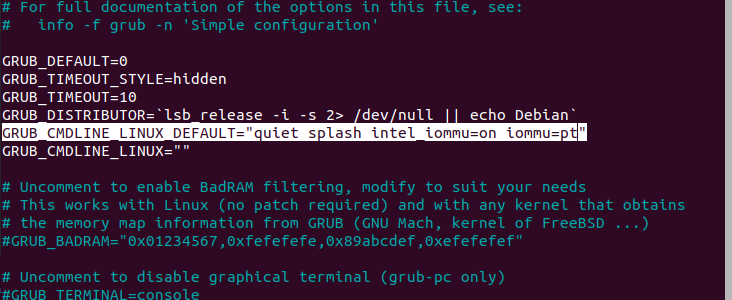 # For full documentation of the options in this file, see:
#   info -f grub -n 'Simple configuration'
GRUB_DEFAULT=0
GRUB_TIMEOUT_STYLE=hidden
GRUB_TIMEOUT=10
GRUB_DISTRIBUTOR=`lsb_release -i -s 2> /dev/null || echo Debian`
GRUB_CMDLINE_LINUX_DEFAULT="quiet splash intel_iommu=on iommu=pt"
GRUB_CMDLINE_LINUX=""
# Uncomment to enable BadRAM filtering, modify to suit your needs
# This works with Linux (no patch required) and with any kernel that obtains
# the memory map information from GRUB (GNU Mach, kernel of FreeBSD ...)
#GRUB_BADRAM="0x01234567,0xfefefefe,0x89abcdef,0xefefefef"
# Uncomment to disable graphical terminal (grub-pc only)
#GRUB_TERMINAL=console